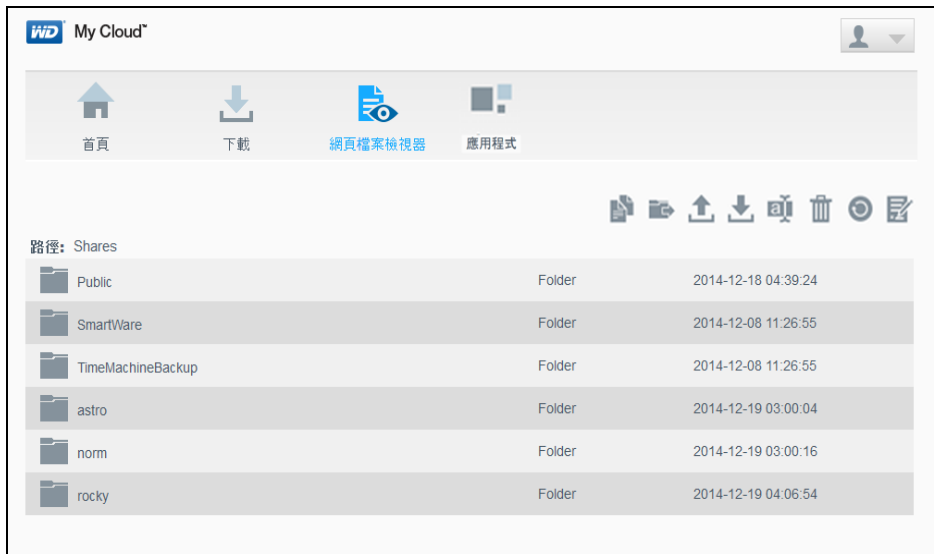 WD My Cloud™
首頁 下載 網頁檔案檢視器 應用程式
路徑: Shares
Public Folder 2014-12-18 04:39:24
SmartWare Folder 2014-12-08 11:26:55
TimeMachineBackup Folder 2014-12-08 11:26:55
astro Folder 2014-12-19 03:00:04
norm Folder 2014-12-19 03:00:16
rocky Folder 2014-12-19 04:06:54